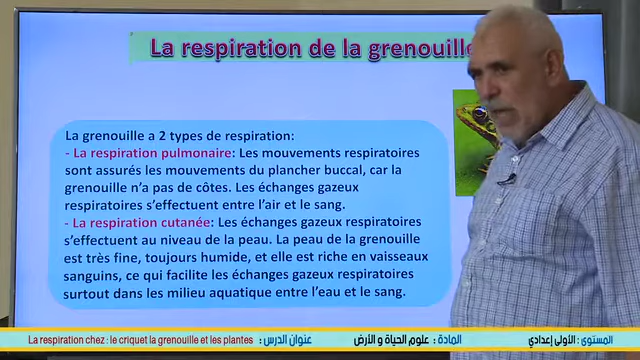 La respiration de la grenouille
La grenouille a 2 types de respiration:
- La respiration pulmonaire: Les mouvements respiratoires
sont assurés les mouvements du plancher buccal, car la
grenouille n'a pas de côtes. Les échanges gazeux
respiratoires s'effectuent entre l'air et le sang.
- La respiration cutanée: Les échanges gazeux respiratoires
s'effectuent au niveau de la peau. La peau de la grenouille
est très fine, toujours humide, et elle est riche en vaisseaux
sanguins, ce qui facilite les échanges gazeux respiratoires
surtout dans les milieu aquatique entre l'eau et le sang.
المستوى : الأولى إعدادي المادة : علوم الحياة و الأرض عنوان الدرس : La respiration chez : le criquet la grenouille et les plantes